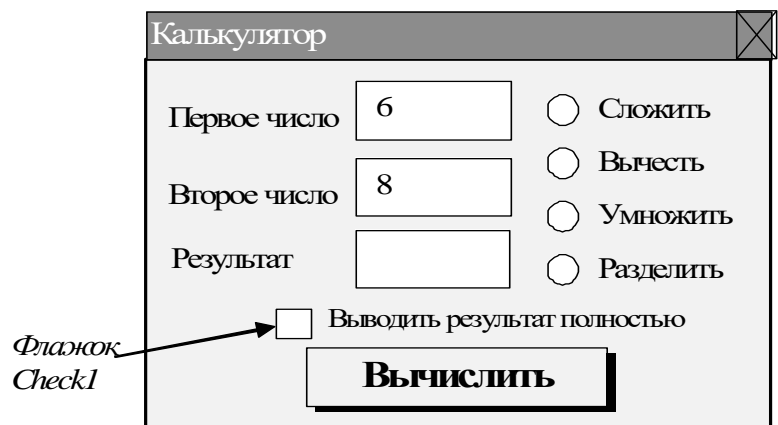 Калькулятор
Первое число 6 Сложить
Вычесть
Второе число 8
Умножить
Результат Разделить
Выводить результат полностью
Флажок
Check1
Вычислить